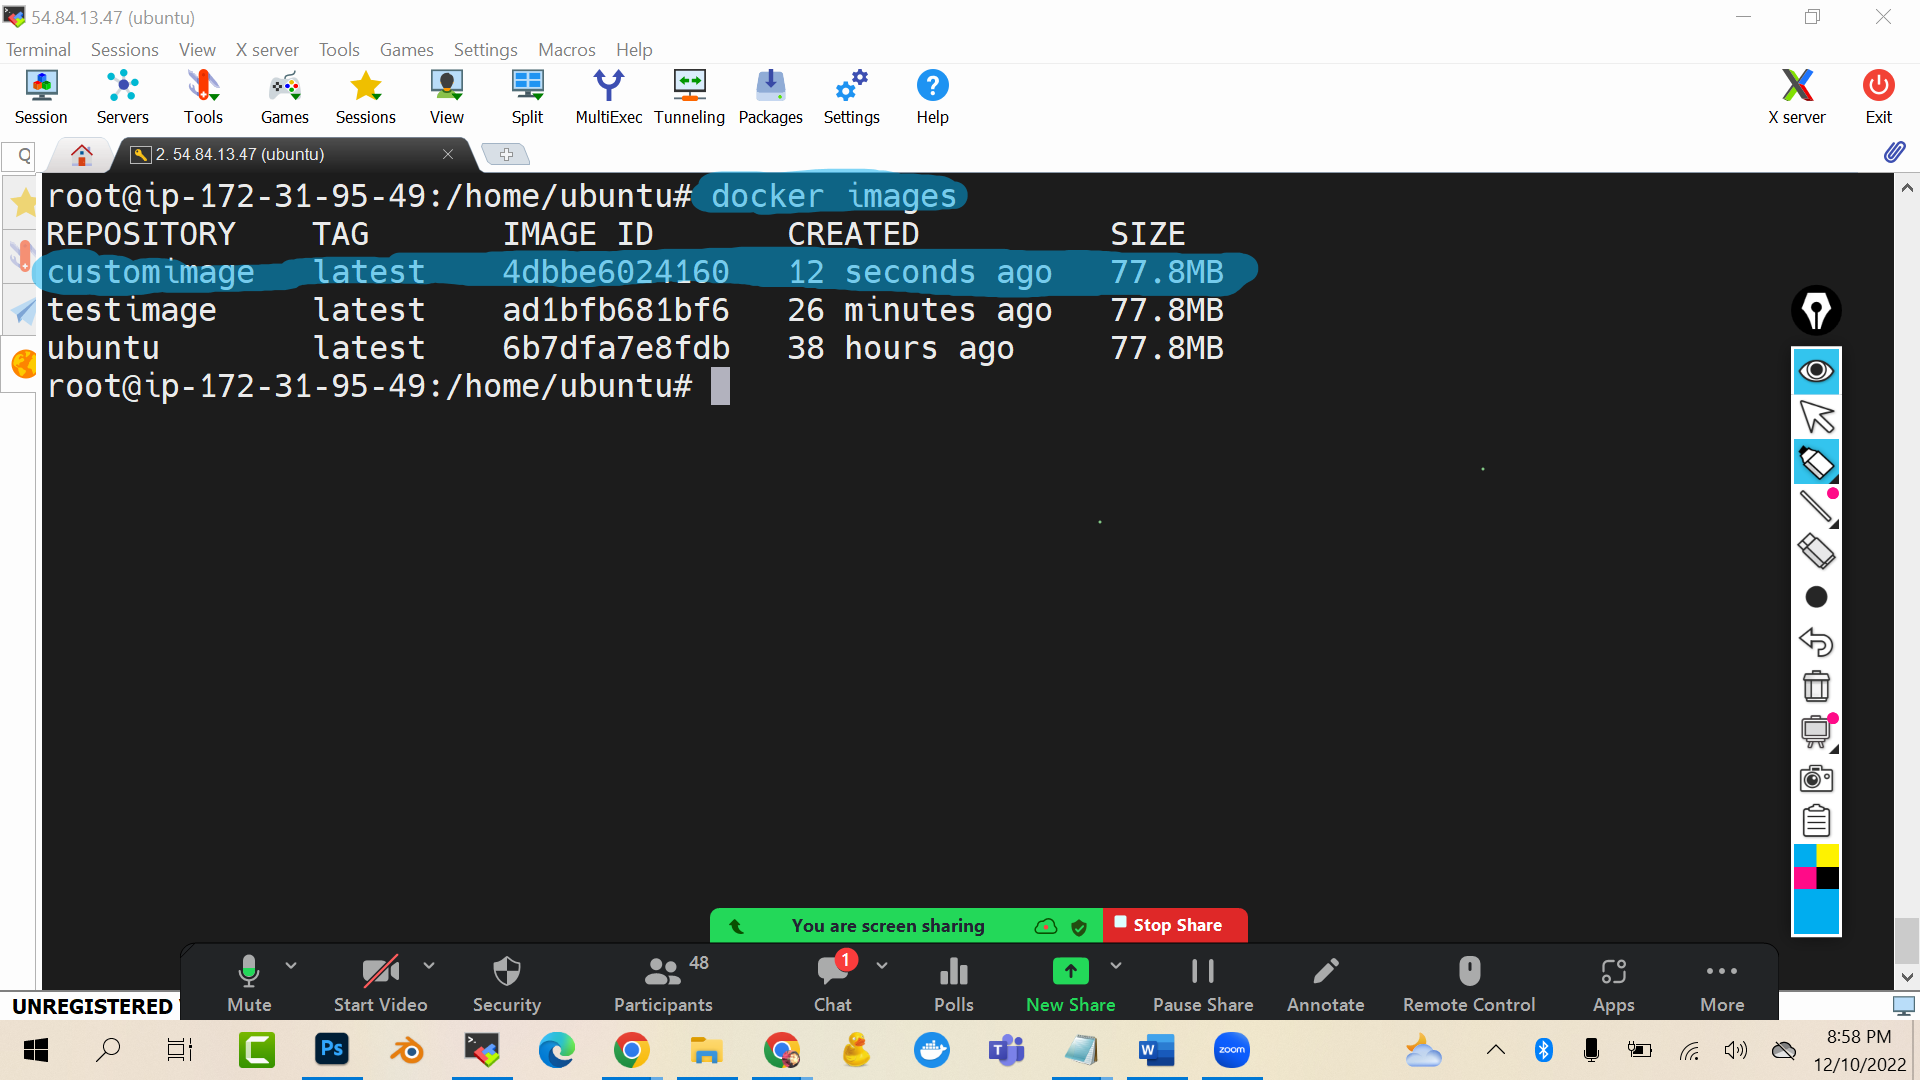 54.84.13.47 (ubuntu)
Terminal Sessions View X server Tools Games Settings Macros Help
Session Servers Tools Games Sessions View Split MultiExec Tunneling Packages Settings Help X server Exit
2. 54.84.13.47 (ubuntu)
root@ip-172-31-95-49:/home/ubuntu# docker images
REPOSITORY TAG IMAGE ID CREATED SIZE
customimage latest 4dbbe6024160 12 seconds ago 77.8MB
testimage latest ad1bfb681bf6 26 minutes ago 77.8MB
ubuntu latest 6b7dfa7e8fdb 38 hours ago 77.8MB
root@ip-172-31-95-49:/home/ubuntu#
You are screen sharing Stop Share
48 1
Mute Start Video Security Participants Chat Polls New Share Pause Share Annotate Remote Control Apps More
UNREGISTERED
Ps W zoom
8:58 PM
12/10/2022